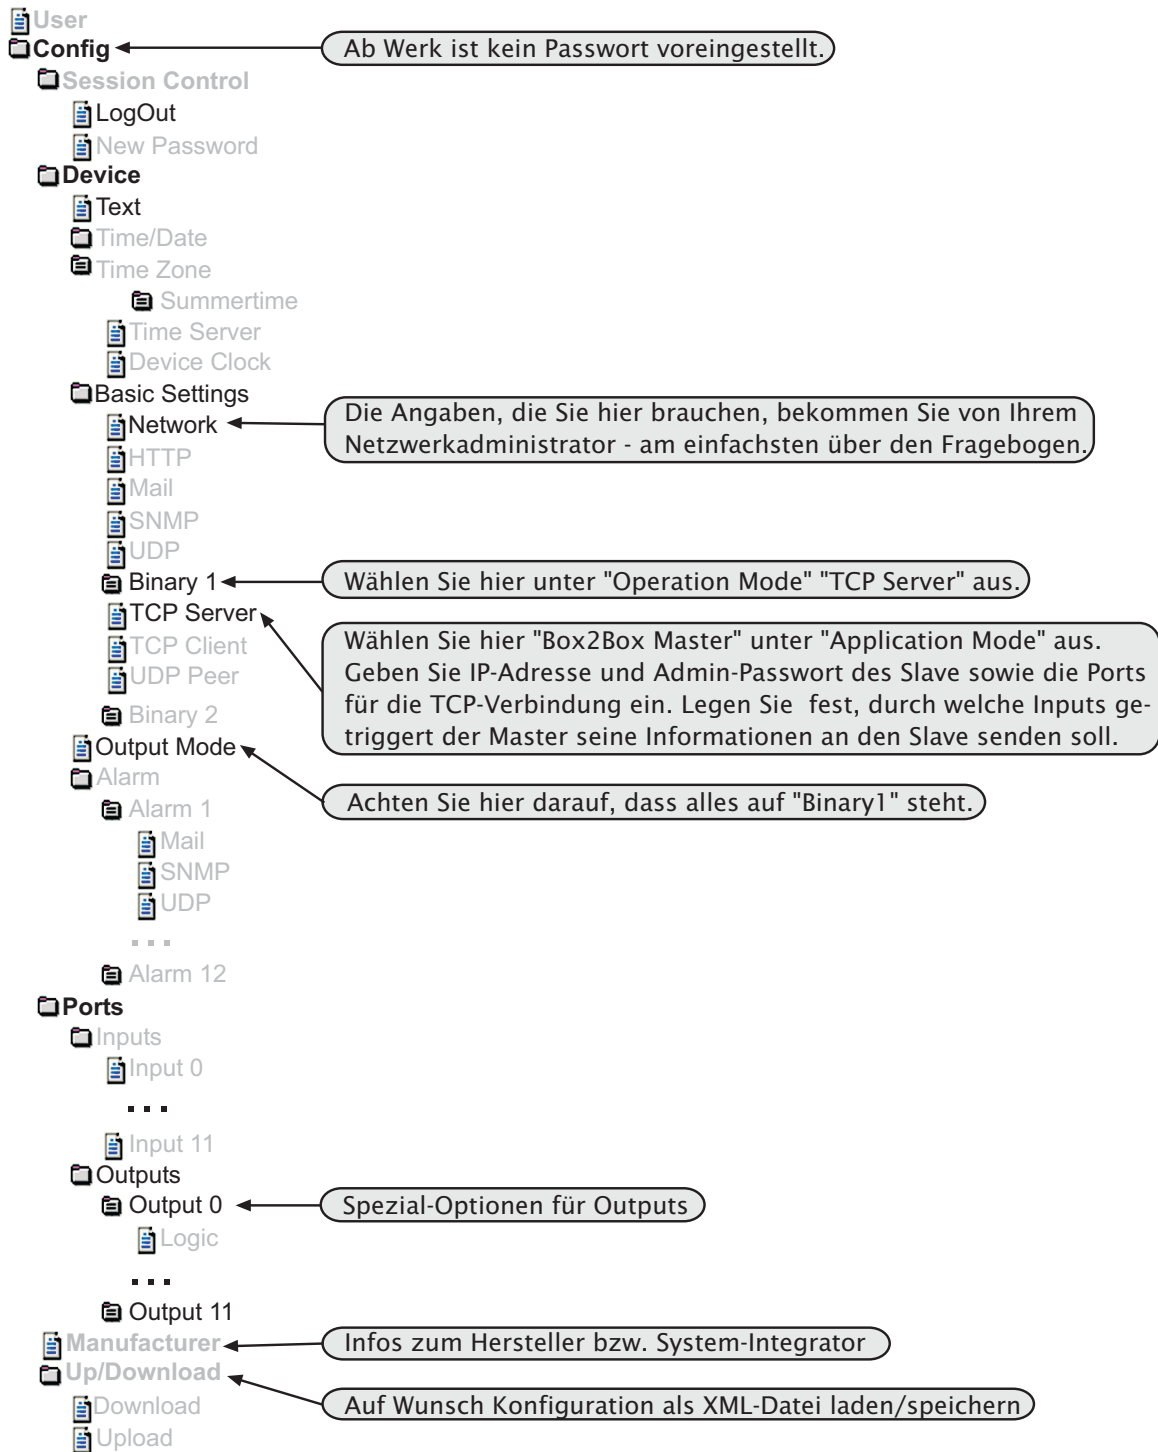 User
Config
Ab Werk ist kein Passwort voreingestellt.
Session Control
LogOut
New Password
Device
Text
Time/Date
Time Zone
Summertime
Time Server
Device Clock
Basic Settings
Network
Die Angaben, die Sie hier brauchen, bekommen Sie von Ihrem
Netzwerkadministrator - am einfachsten über den Fragebogen.
HTTP
Mail
SNMP
UDP
Binary 1
Wählen Sie hier unter "Operation Mode" "TCP Server" aus.
TCP Server
TCP Client
UDP Peer
Wählen Sie hier "Box2Box Master" unter "Application Mode" aus.
Geben Sie IP-Adresse und Admin-Passwort des Slave sowie die Ports
für die TCP-Verbindung ein. Legen Sie fest, durch welche Inputs ge-
triggert der Master seine Informationen an den Slave senden soll.
Binary 2
Output Mode
Alarm
Achten Sie hier darauf, dass alles auf "Binary1" steht.
Alarm 1
Mail
SNMP
UDP
...
Alarm 12
Ports
Inputs
Input 0
...
Input 11
Outputs
Output 0
Spezial-Optionen für Outputs
Logic
...
Output 11
Manufacturer
Infos zum Hersteller bzw. System-Integrator
Up/Download
Download
Auf Wunsch Konfiguration als XML-Datei laden/speichern
Upload